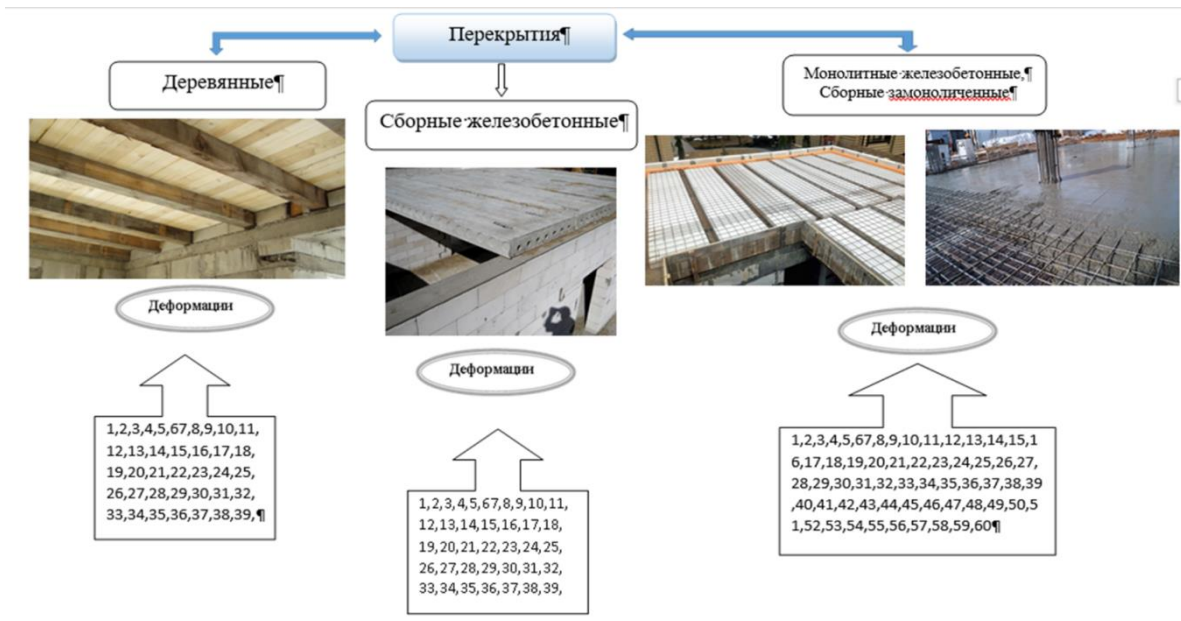 Перекрытия¶
Деревянные¶
Сборные·железобетонные¶
Монолитные·железобетонные,¶
Сборные·замоноличенные¶
Деформации
Деформации
Деформации
1,2,3,4,5,67,8,9,10,11,
12,13,14,15,16,17,18,
19,20,21,22,23,24,25,
26,27,28,29,30,31,32,
33,34,35,36,37,38,39,¶
1,2,3,4,5,67,8,9,10,11,
12,13,14,15,16,17,18,
19,20,21,22,23,24,25,
26,27,28,29,30,31,32,
33,34,35,36,37,38,39,
1,2,3,4,5,67,8,9,10,11,12,13,14,15,1
6,17,18,19,20,21,22,23,24,25,26,27,
28,29,30,31,32,33,34,35,36,37,38,39
,40,41,42,43,44,45,46,47,48,49,50,5
1,52,53,54,55,56,57,58,59,60¶